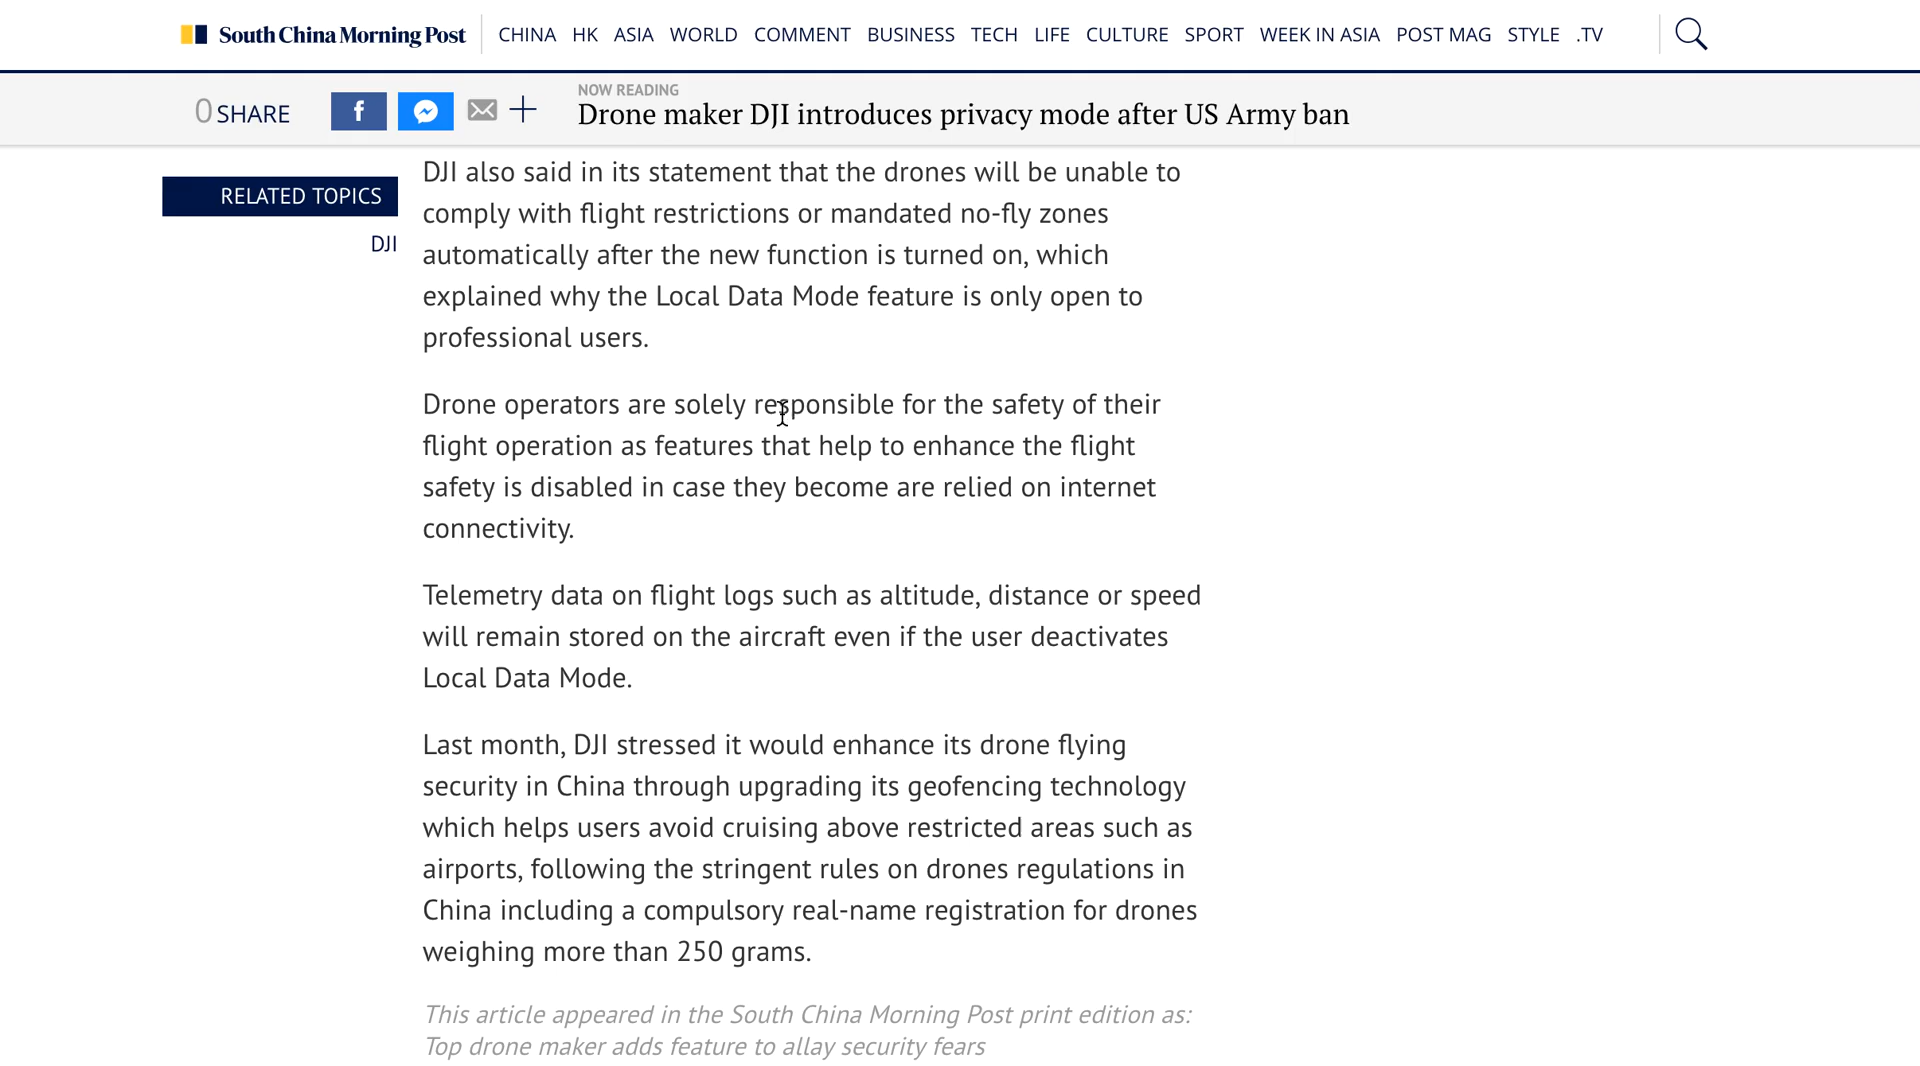 South China Morning Post
CHINA HK ASIA WORLD COMMENT BUSINESS TECH LIFE CULTURE SPORT WEEK IN ASIA POST MAG STYLE .TV
0 SHARE
f
NOW READING
Drone maker DJI introduces privacy mode after US Army ban
RELATED TOPICS
DJI
DJI also said in its statement that the drones will be unable to
comply with flight restrictions or mandated no-fly zones
automatically after the new function is turned on, which
explained why the Local Data Mode feature is only open to
professional users.
Drone operators are solely responsible for the safety of their
flight operation as features that help to enhance the flight
safety is disabled in case they become are relied on internet
connectivity.
Telemetry data on flight logs such as altitude, distance or speed
will remain stored on the aircraft even if the user deactivates
Local Data Mode.
Last month, DJI stressed it would enhance its drone flying
security in China through upgrading its geofencing technology
which helps users avoid cruising above restricted areas such as
airports, following the stringent rules on drones regulations in
China including a compulsory real-name registration for drones
weighing more than 250 grams.
This article appeared in the South China Morning Post print edition as:
Top drone maker adds feature to allay security fears